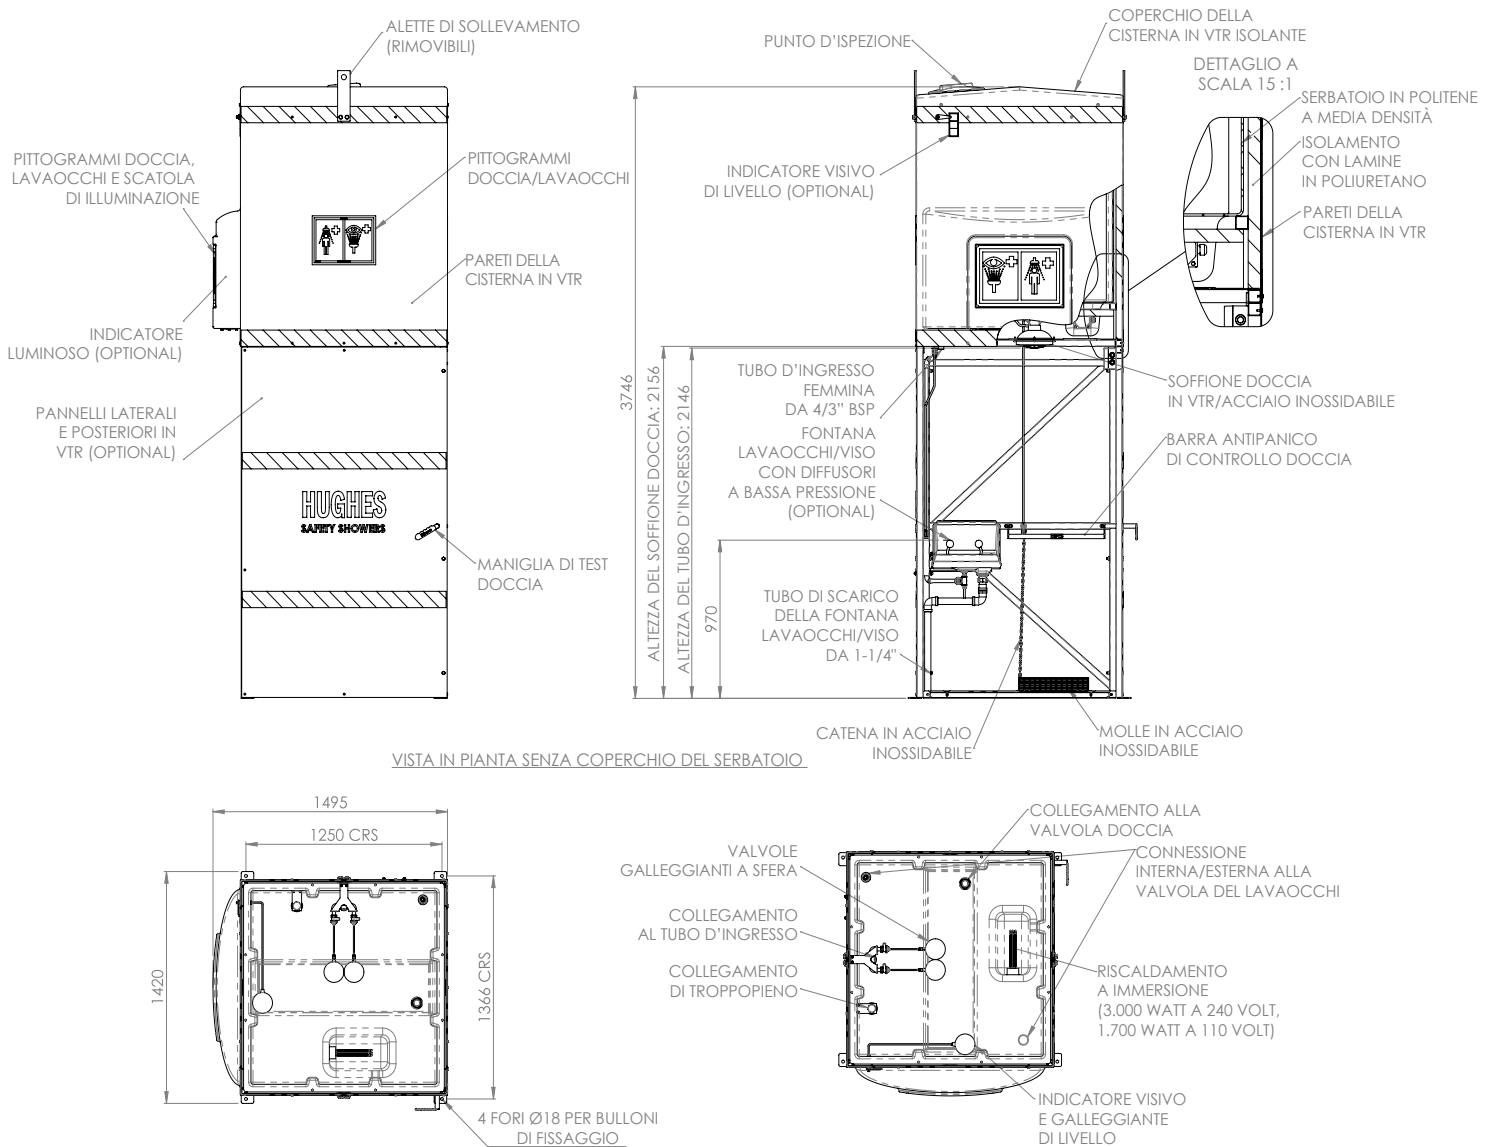 ALETTE DI SOLLEVAMENTO
(RIMOVIBILI)
PITTOGRAMMI DOCCIA,
LAVAOCCHI E SCATOLA
DI ILLUMINAZIONE
PITTOGRAMMI
DOCCIA/LAVAOCCHI
PARETI DELLA
CISTERNA IN VTR
INDICATORE
LUMINOSO (OPTIONAL)
PANNELLI LATERALI
E POSTERIORI IN
VTR (OPTIONAL)
HUGHES
SAFETY SHOWERS
MANIGLIA DI TEST
DOCCIA
PUNTO D'ISPEZIONE
COPERCHIO DELLA
CISTERNA IN VTR ISOLANTE
DETTAGLIO A
SCALA 15 :1
SERBATOIO IN POLITENE
A MEDIA DENSITÀ
ISOLAMENTO
CON LAMINE
IN POLIURETANO
PARETI DELLA
CISTERNA IN VTR
INDICATORE VISIVO
DI LIVELLO (OPTIONAL)
3746
ALTEZZA DEL SOFFIONE DOCCIA: 2156
ALTEZZA DEL TUBO D'INGRESSO: 2146
970
TUBO D'INGRESSO
FEMMINA
DA 4/3" BSP
FONTANA
LAVAOCCHI/VISO
CON DIFFUSORI
A BASSA PRESSIONE
(OPTIONAL)
TUBO DI SCARICO
DELLA FONTANA
LAVAOCCHI/VISO
DA 1-1/4"
SOFFIONE DOCCIA
IN VTR/ACCIAIO INOSSIDABILE
BARRA ANTIPANICO
DI CONTROLLO DOCCIA
CATENA IN ACCIAIO
INOSSIDABILE
MOLLE IN ACCIAIO
INOSSIDABILE
VISTA IN PIANTA SENZA COPERCHIO DEL SERBATOIO
1495
1250 CRS
1420
1366 CRS
4 FORI Ø18 PER BULLONI
DI FISSAGGIO
VALVOLE
GALLEGGIANTI A SFERA
COLLEGAMENTO
AL TUBO D'INGRESSO
COLLEGAMENTO
DI TROPPOPIENO
COLLEGAMENTO ALLA
VALVOLA DOCCIA
CONNESSIONE
INTERNA/ESTERNA ALLA
VALVOLA DEL LAVAOCCHI
RISCALDAMENTO
A IMMERSIONE
(3.000 WATT A 240 VOLT,
1.700 WATT A 110 VOLT)
INDICATORE VISIVO
E GALLEGGIANTE
DI LIVELLO